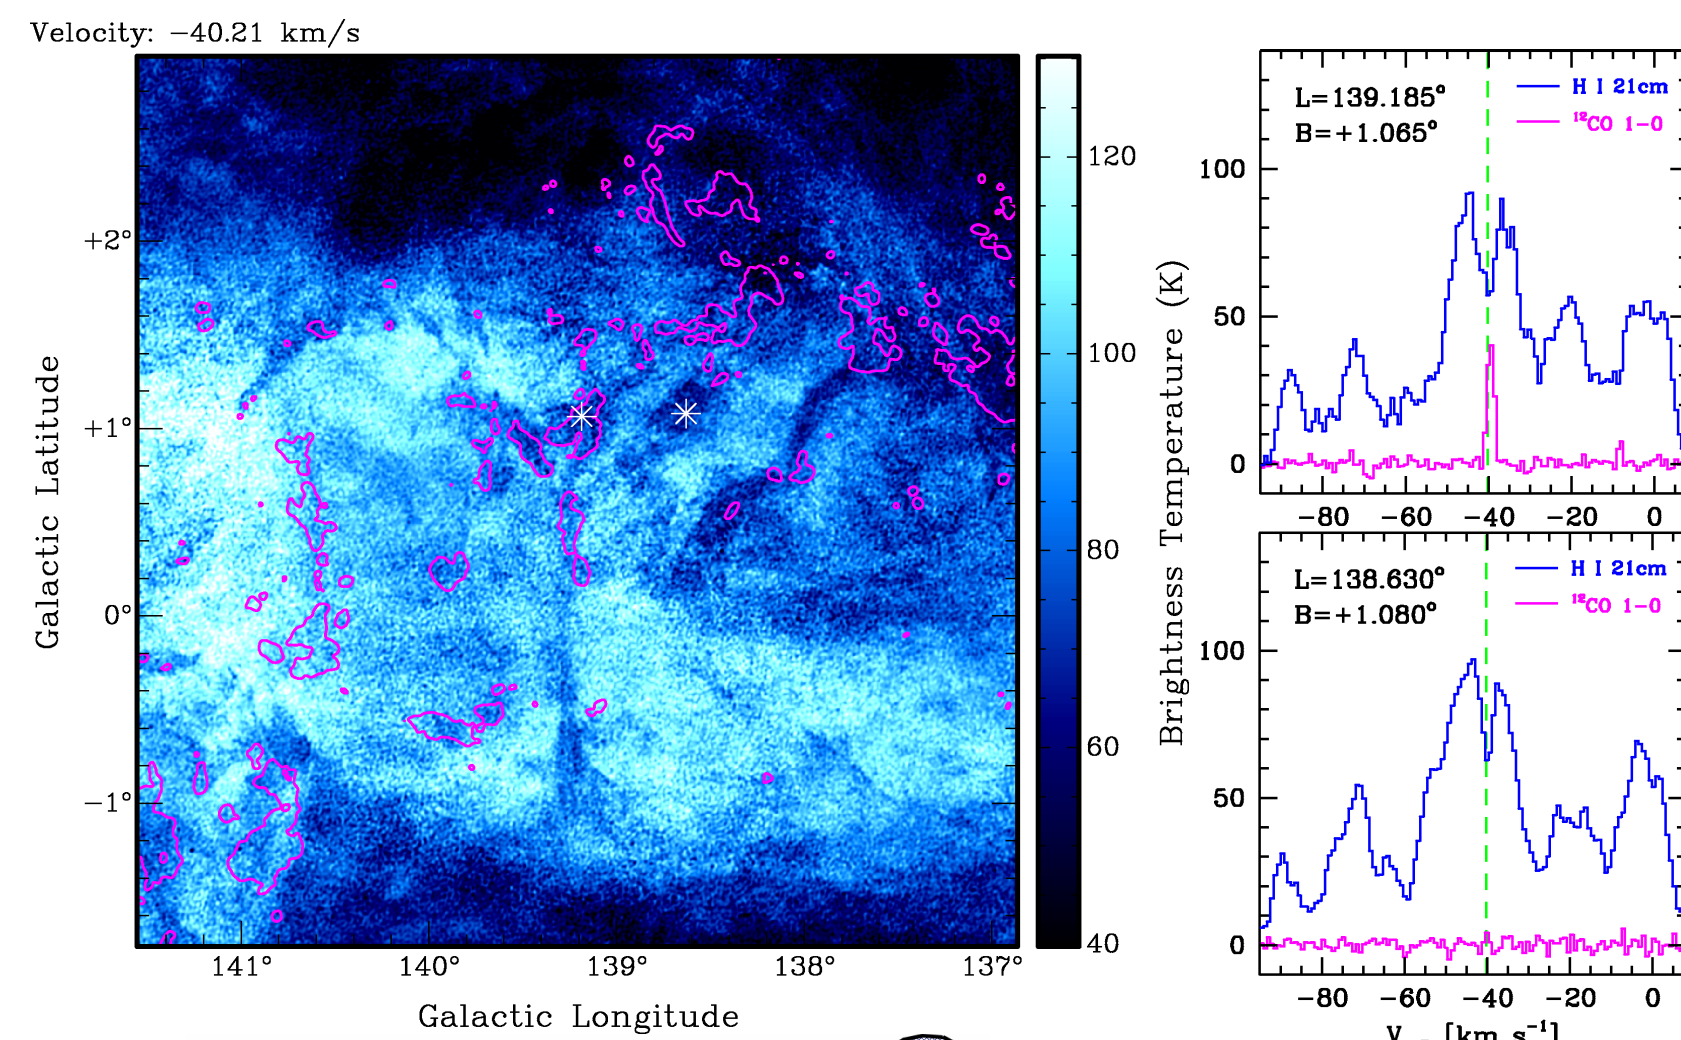 Velocity: −40.21 km/s
+2°
+1°
0°
−1°
Galactic Latitude
141° 140° 139° 138° 137°
Galactic Longitude
120
100
80
60
40
Brightness Temperature (K)
L=139.185°
B=+1.065°
H I 21cm
¹²CO 1−0
100
50
0
−80 −60 −40 −20 0
L=138.630°
B=+1.080°
H I 21cm
¹²CO 1−0
100
50
0
−80 −60 −40 −20 0
V [km s⁻¹]